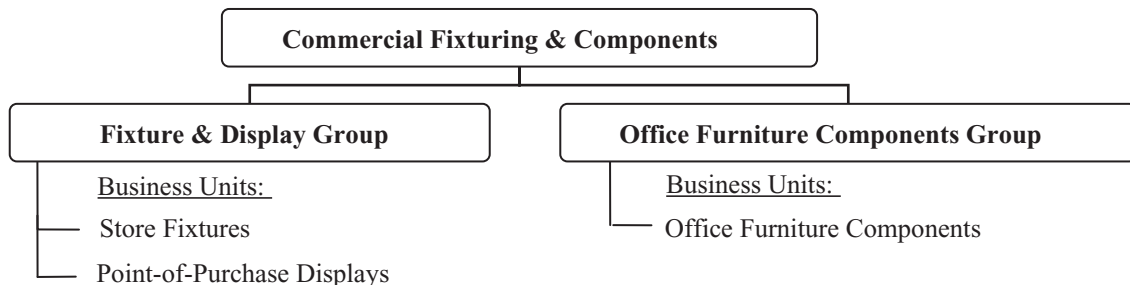 Commercial Fixturing & Components
Fixture & Display Group
Business Units:
Store Fixtures
Point-of-Purchase Displays
Office Furniture Components Group
Business Units:
Office Furniture Components